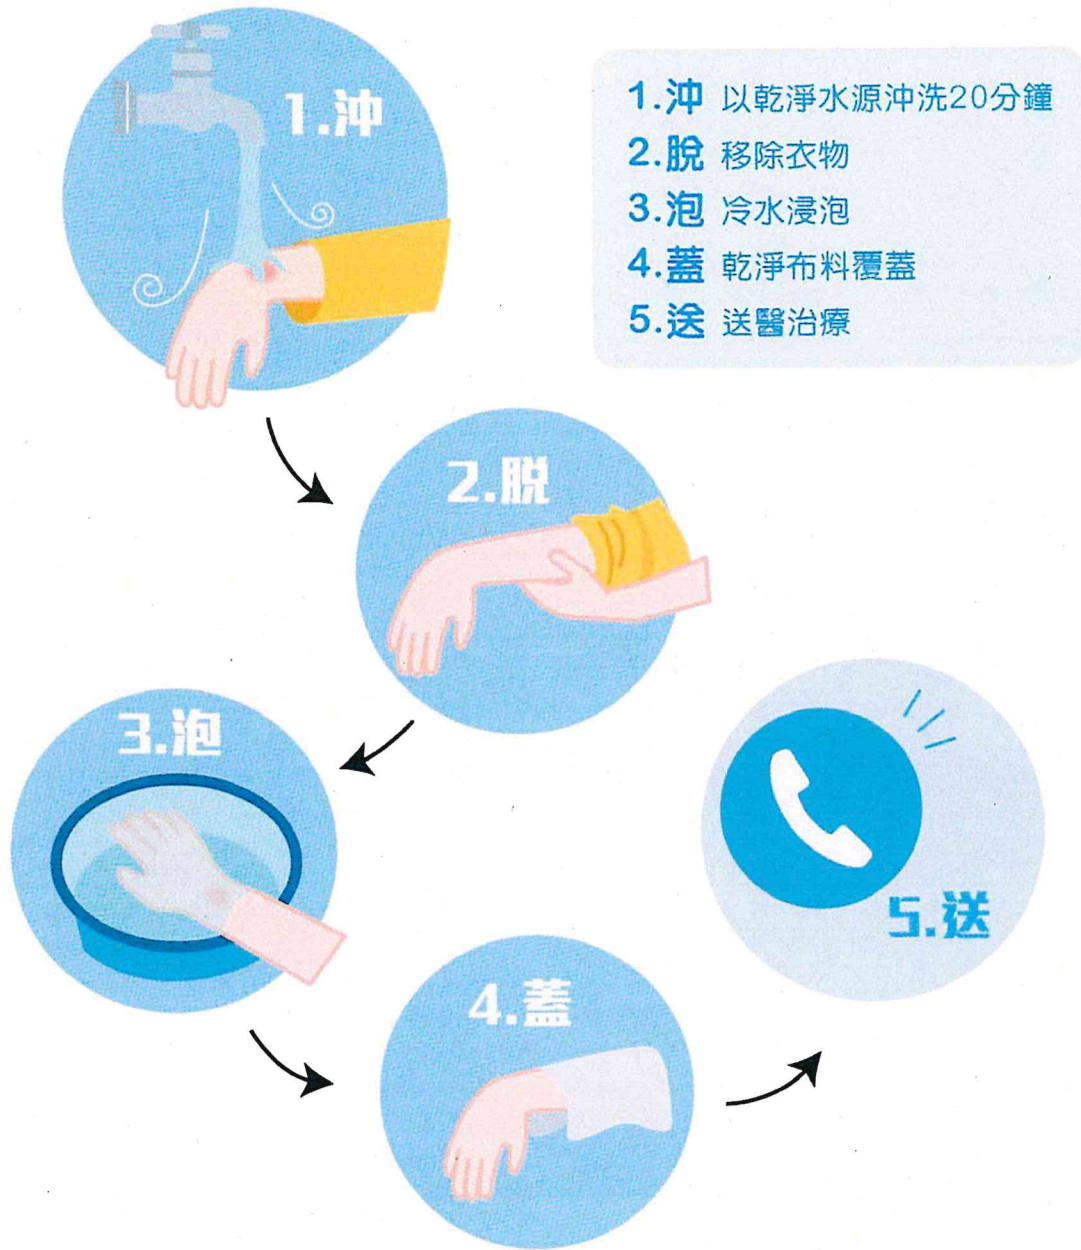 1.沖
1.沖 以乾淨水源沖洗20分鐘
2.脫 移除衣物
3.泡 冷水浸泡
4.蓋 乾淨布料覆蓋
5.送 送醫治療
2.脫
3.泡
5.送
4.蓋